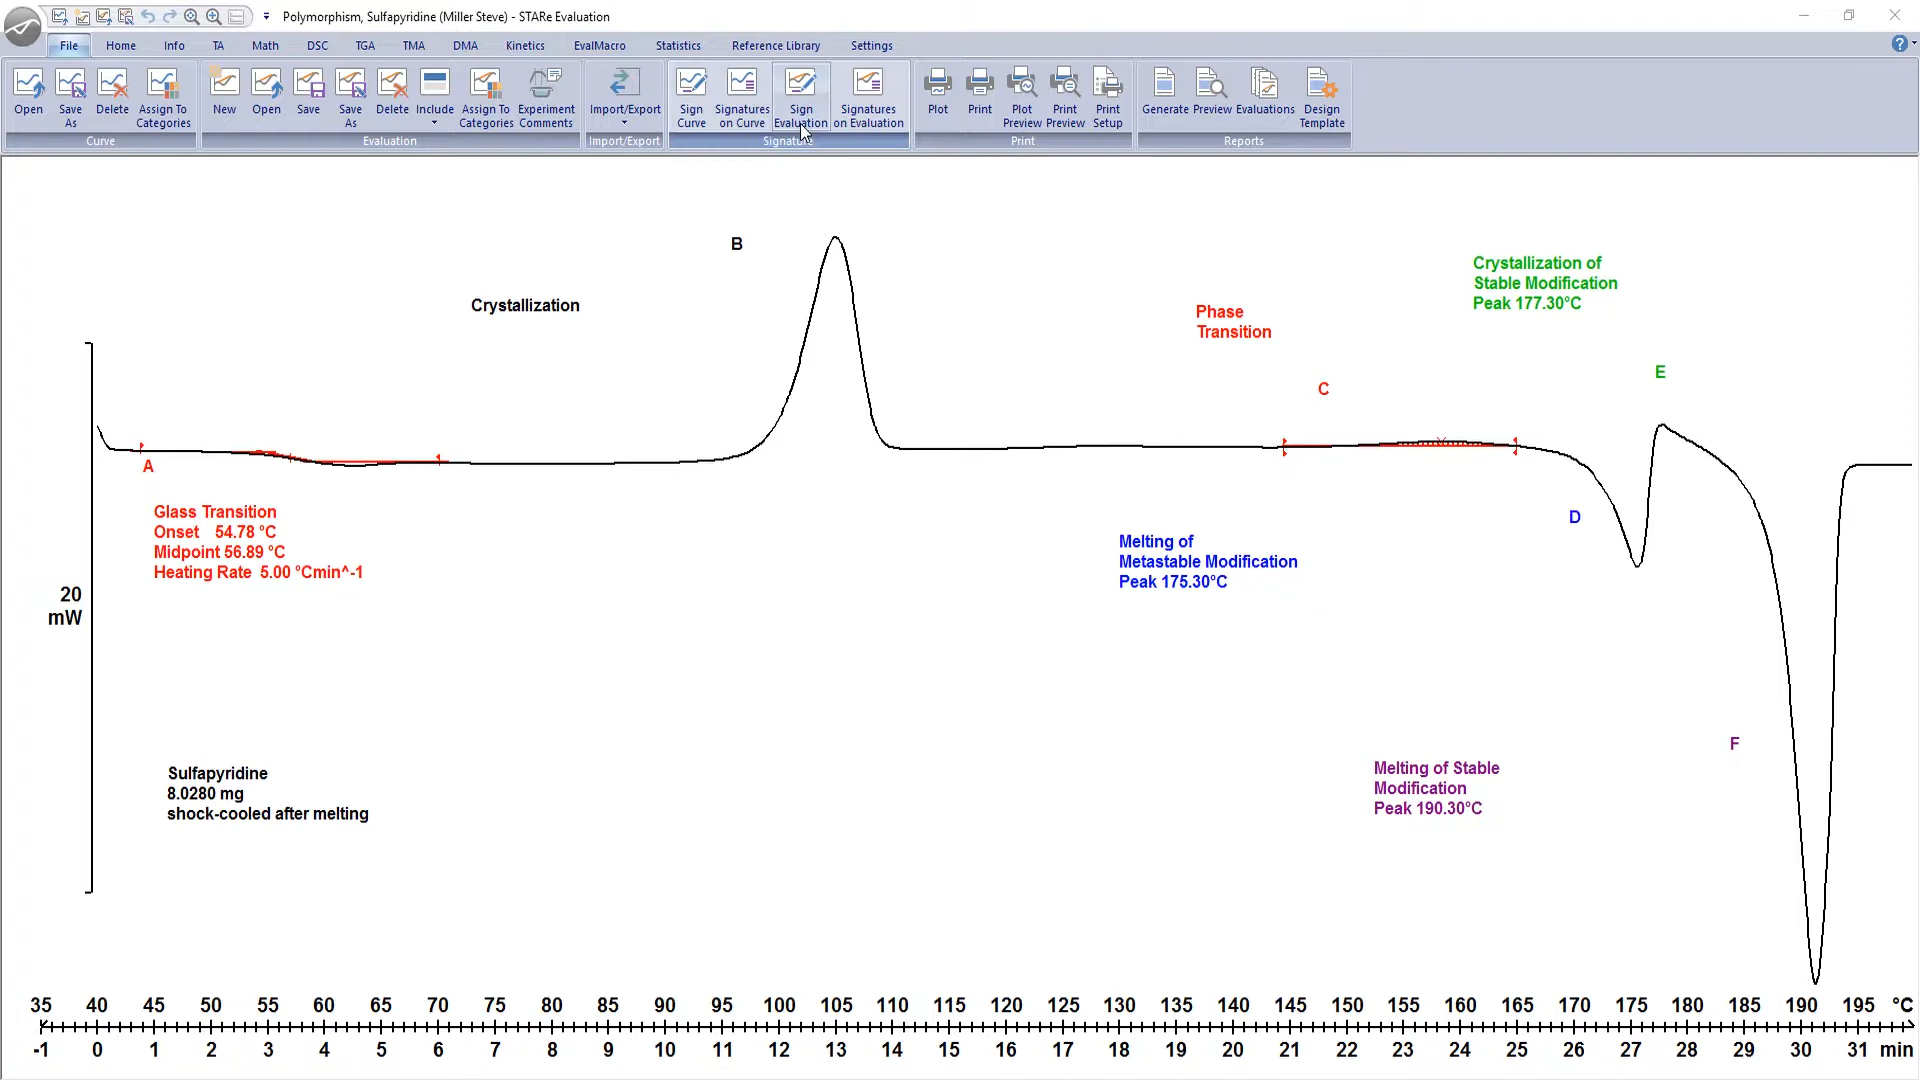 Polymorphism, Sulfapyridine (Miller Steve) - STARe Evaluation
File Home Info TA Math DSC TGA TMA DMA Kinetics EvalMacro Statistics Reference Library Settings
Open
Save As
Delete
Assign To Categories
New
Open
Save
Save As
Delete
Include
Assign To Categories
Experiment Comments
Import/Export
Sign Curve
Signatures on Curve
Sign Evaluation
Signatures on Evaluation
Plot
Print
Plot Preview
Print Preview
Print Setup
Generate
Preview
Evaluations
Design Template
Curve
Evaluation
Import/Export
Print
Reports
B
Crystallization
Crystallization of
Stable Modification
Peak 177.30°C
Phase
Transition
E
C
A
Glass Transition
Onset 54.78 °C
Midpoint 56.89 °C
Heating Rate 5.00 °Cmin^-1
D
Melting of
Metastable Modification
Peak 175.30°C
20
mW
F
Sulfapyridine
8.0280 mg
shock-cooled after melting
Melting of Stable
Modification
Peak 190.30°C
35 40 45 50 55 60 65 70 75 80 85 90 95 100 105 110 115 120 125 130 135 140 145 150 155 160 165 170 175 180 185 190 195 °C
-1 0 1 2 3 4 5 6 7 8 9 10 11 12 13 14 15 16 17 18 19 20 21 22 23 24 25 26 27 28 29 30 31 min